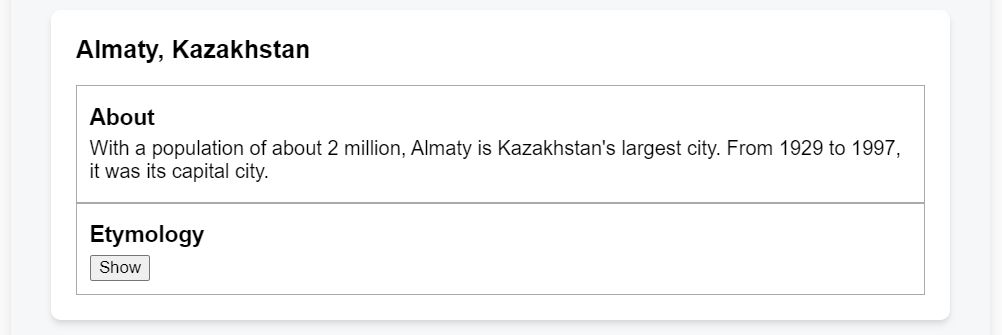 Almaty, Kazakhstan
About
With a population of about 2 million, Almaty is Kazakhstan's largest city. From 1929 to 1997,
it was its capital city.
Etymology
Show